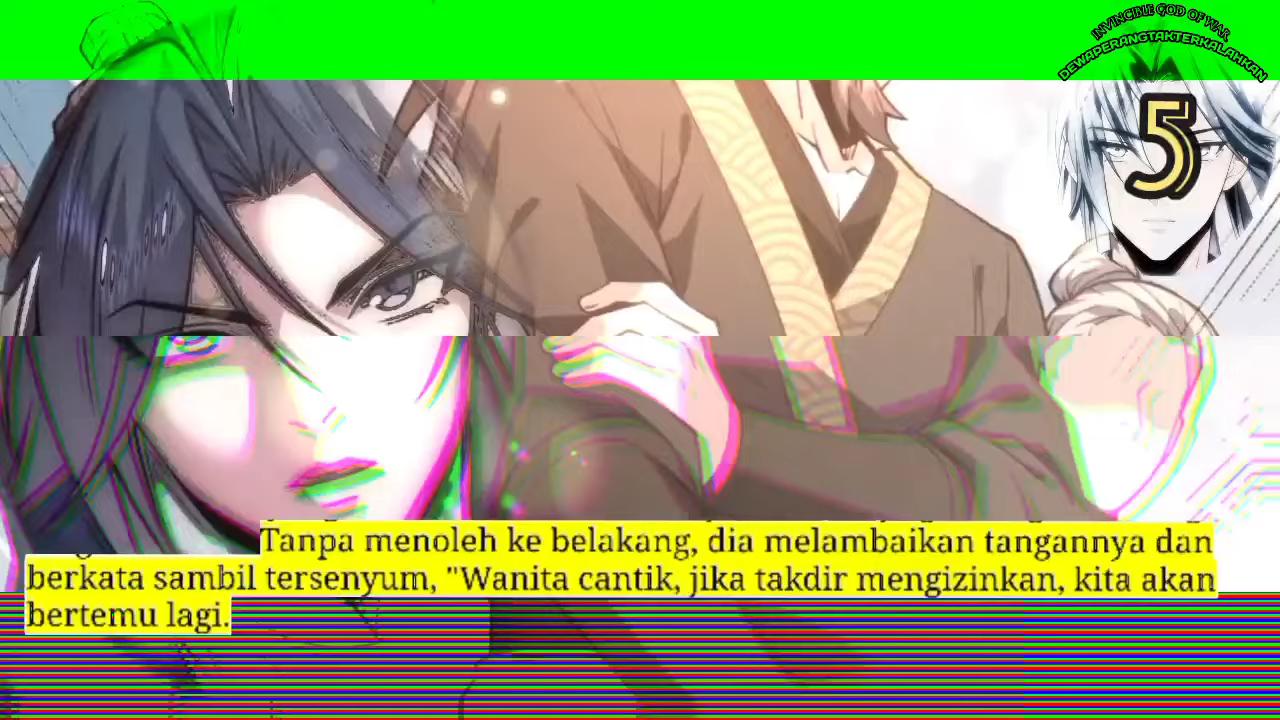 INVINCIBLE GOD OF WAR
DEWAPERANGTAKTERKALAHKAN
5
Tanpa menoleh ke belakang, dia melambaikan tangannya dan
berkata sambil tersenyum, "Wanita cantik, jika takdir mengizinkan, kita akan
bertemu lagi.